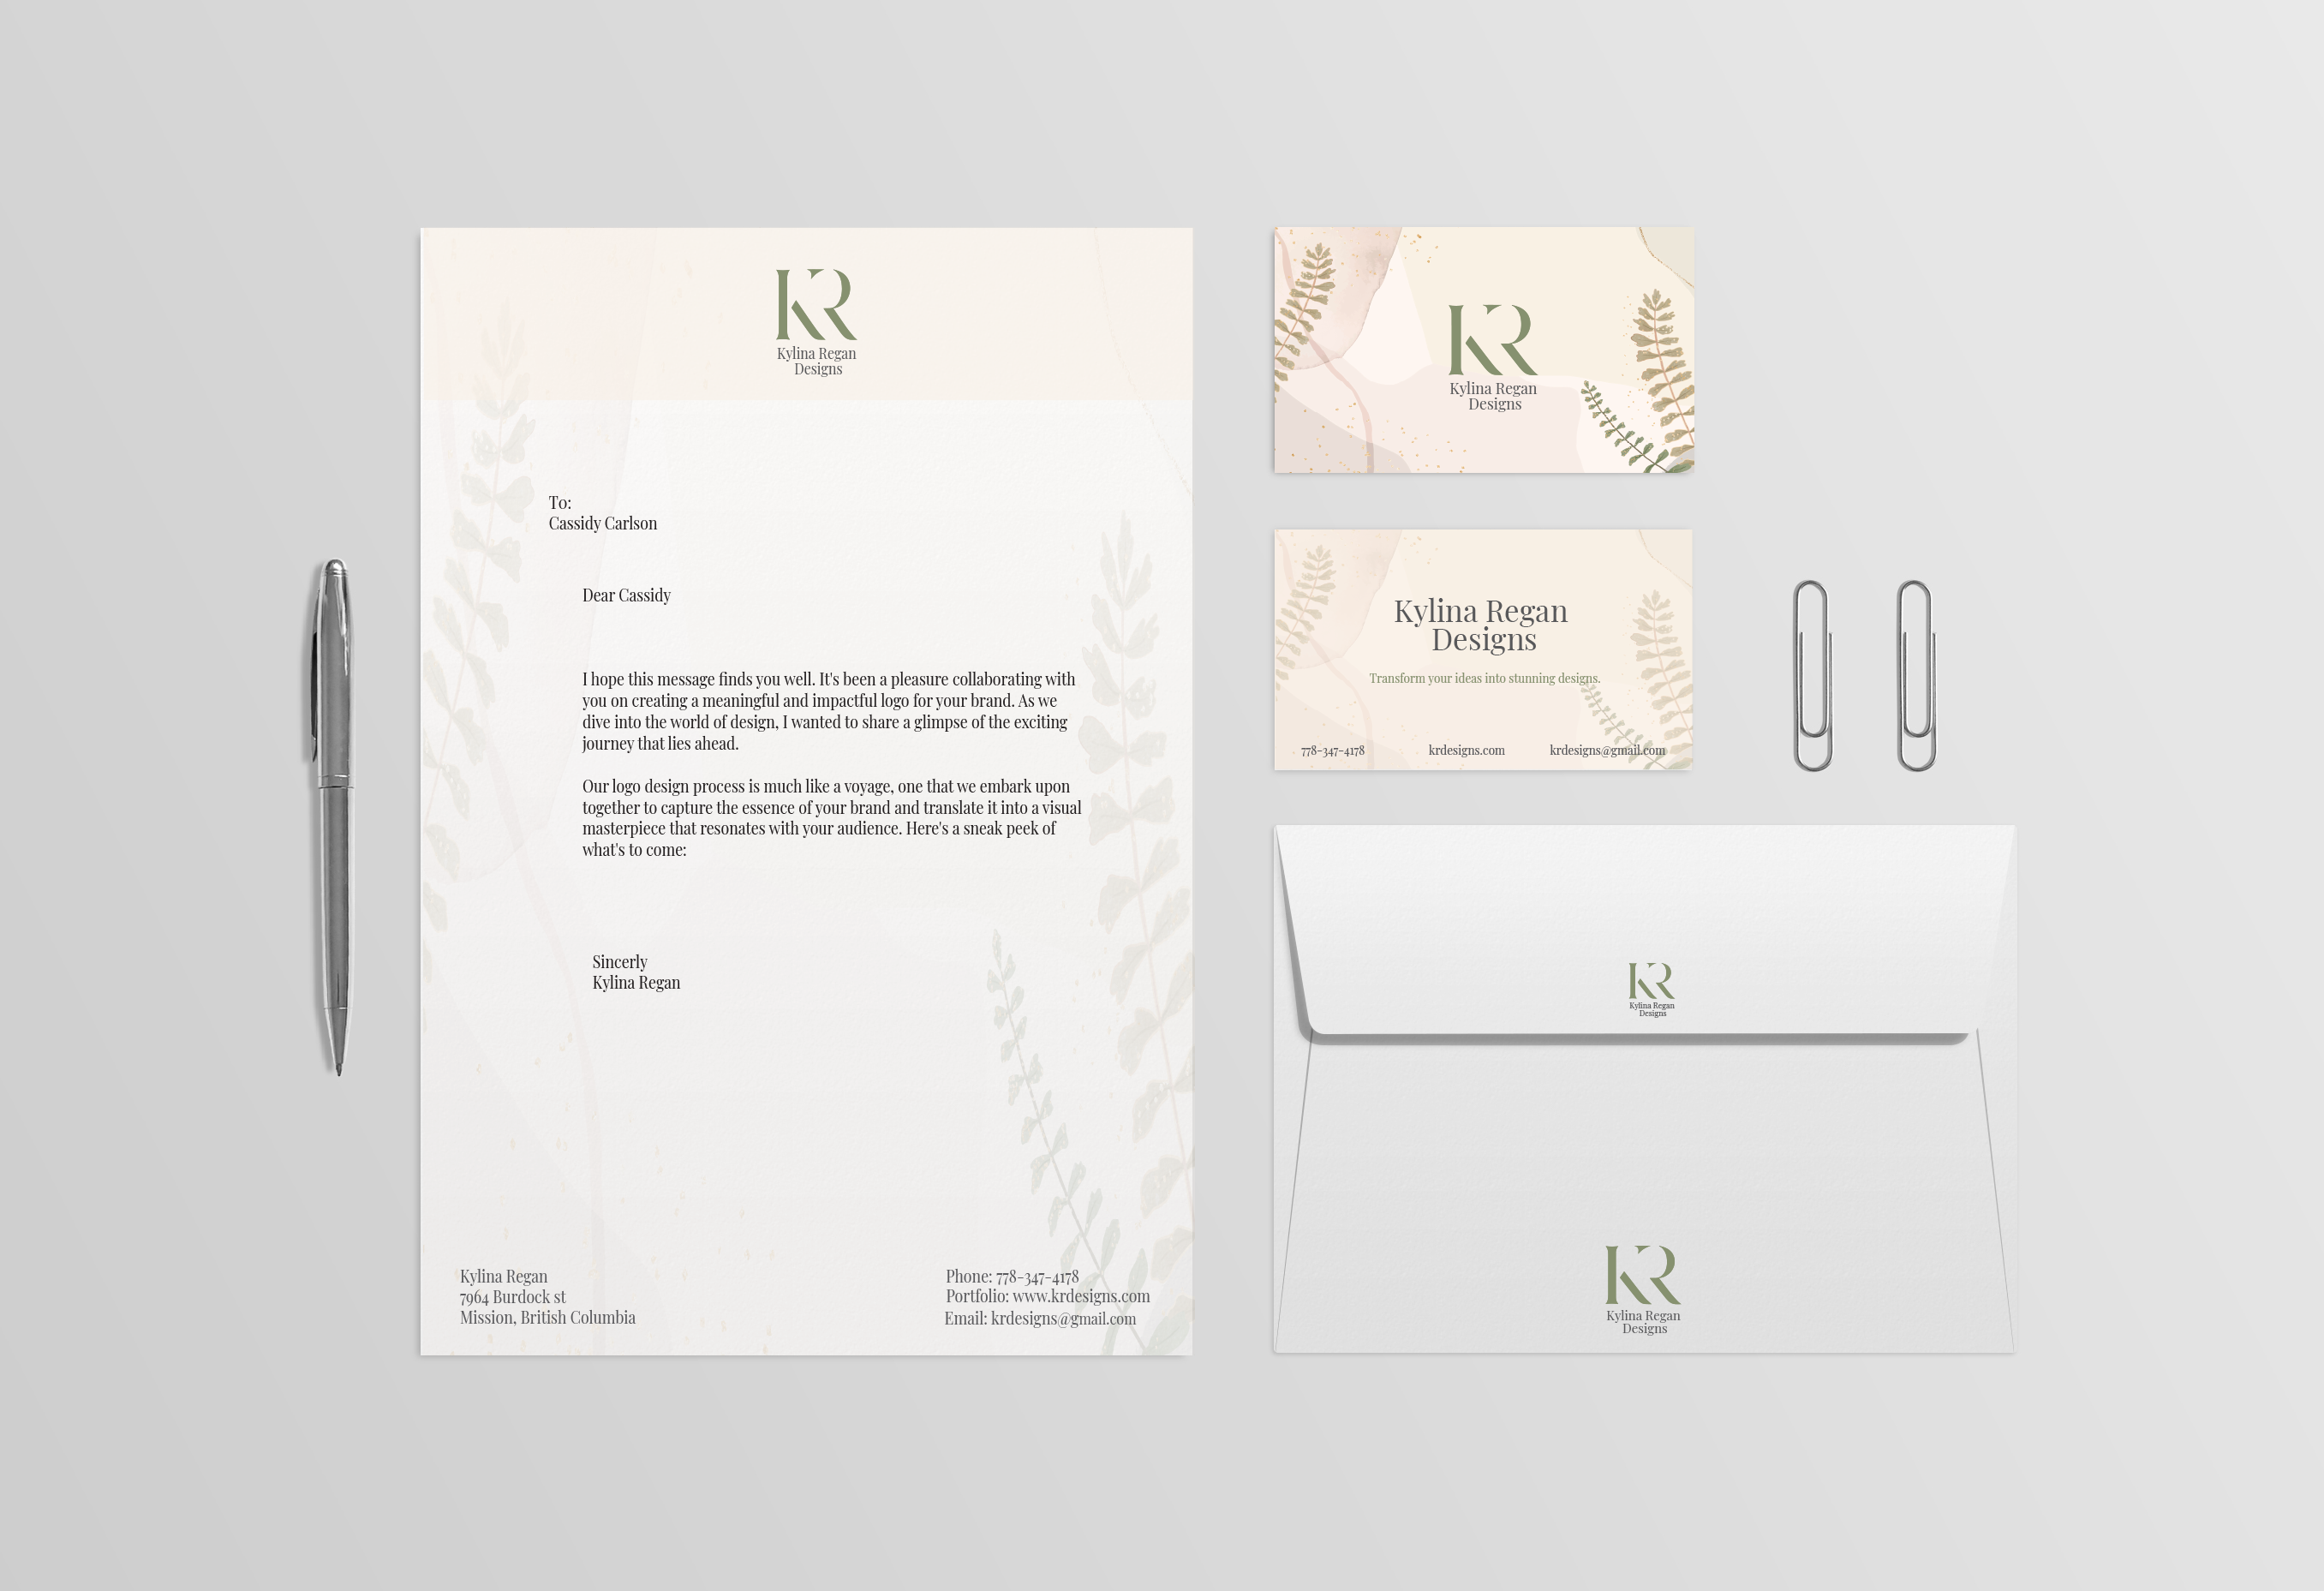 KR
Kylina Regan
Designs
To:
Cassidy Carlson
Dear Cassidy
I hope this message finds you well. It's been a pleasure collaborating with
you on creating a meaningful and impactful logo for your brand. As we
dive into the world of design, I wanted to share a glimpse of the exciting
journey that lies ahead.
Our logo design process is much like a voyage, one that we embark upon
together to capture the essence of your brand and translate it into a visual
masterpiece that resonates with your audience. Here's a sneak peek of
what's to come:
Sincerly
Kylina Regan
Kylina Regan
7964 Burdock st
Mission, British Columbia
Phone: 778-347-4178
Portfolio: www.krdesigns.com
Email: krdesigns@gmail.com
KR
Kylina Regan
Designs
Kylina Regan
Designs
Transform your ideas into stunning designs.
778-347-4178
krdesigns.com
krdesigns@gmail.com
KR
Kylina Regan
Designs
KR
Kylina Regan
Designs